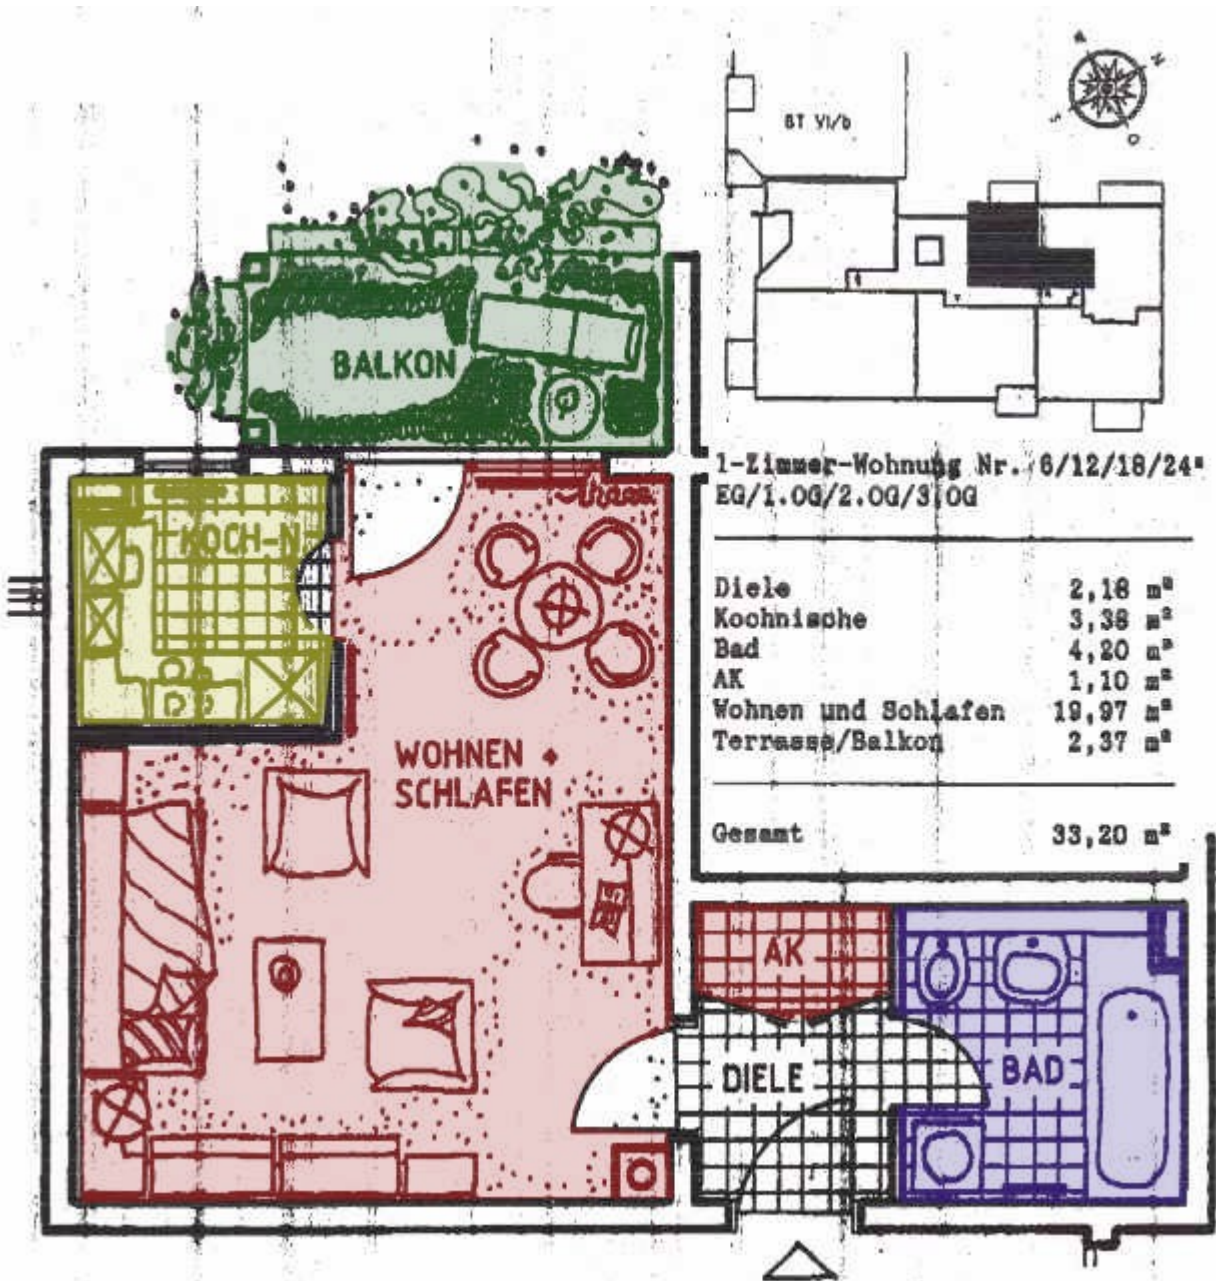 BT VI/b
N
O
S
BALKON
1-Zimmer-Wohnung Nr. 6/12/18/24
EG/1.OG/2.OG/3.OG
KOCH-N
Diele 2,18 m²
Kochnische 3,38 m²
Bad 4,20 m²
AK 1,10 m²
Wohnen und Schlafen 19,97 m²
Terrasse/Balkon 2,37 m²
WOHNEN +
SCHLAFEN
Gesamt 33,20 m²
AK
DIELE
BAD